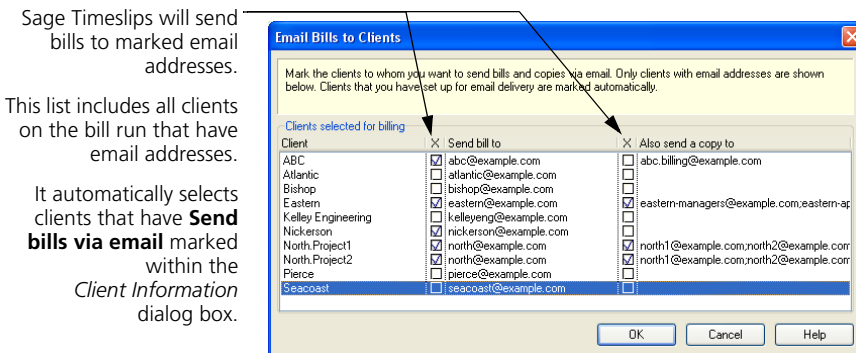 Sage Timeslips will send
bills to marked email
addresses.
This list includes all clients
on the bill run that have
email addresses.
It automatically selects
clients that have Send
bills via email marked
within the
Client Information
dialog box.
Email Bills to Clients
Mark the clients to whom you want to send bills and copies via email. Only clients with email addresses are shown
below. Clients that you have set up for email delivery are marked automatically.
Clients selected for billing
Client X Send bill to X Also send a copy to
ABC abc@example.com abc.billing@example.com
Atlantic atlantic@example.com
Bishop bishop@example.com
Eastern eastern@example.com eastern-managers@example.com;eastern-ap
Kelley Engineering kelleyeng@example.com
Nickerson nickerson@example.com
North.Project1 north@example.com north1@example.com;north2@example.com
North.Project2 north@example.com north1@example.com;north2@example.com
Pierce pierce@example.com
Seacoast seacoast@example.com
OK Cancel Help